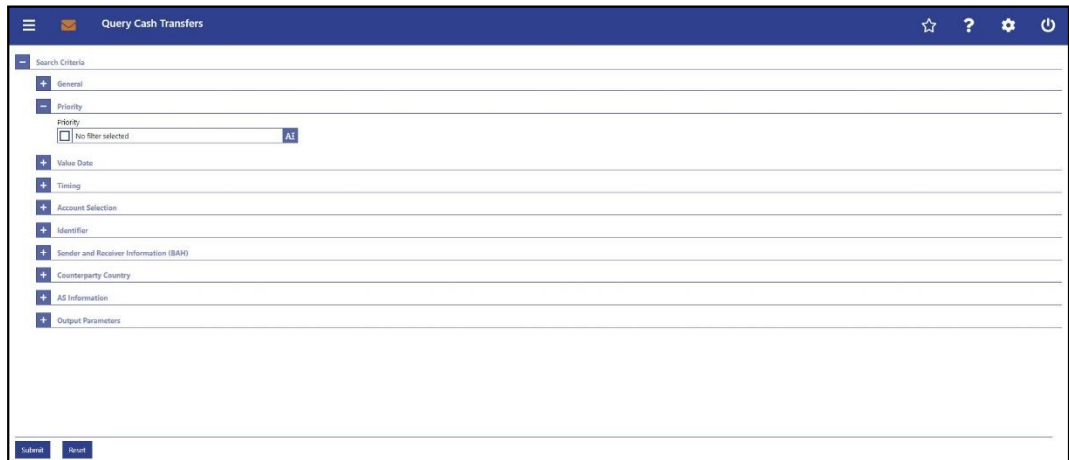 Query Cash Transfers
?
Search Criteria
General
Priority
Priority
No filter selected
AI
Value Date
Timing
Account Selection
Identifier
Sender and Receiver Information (BAH)
Counterparty Country
AS Information
Output Parameters
Submit Reset